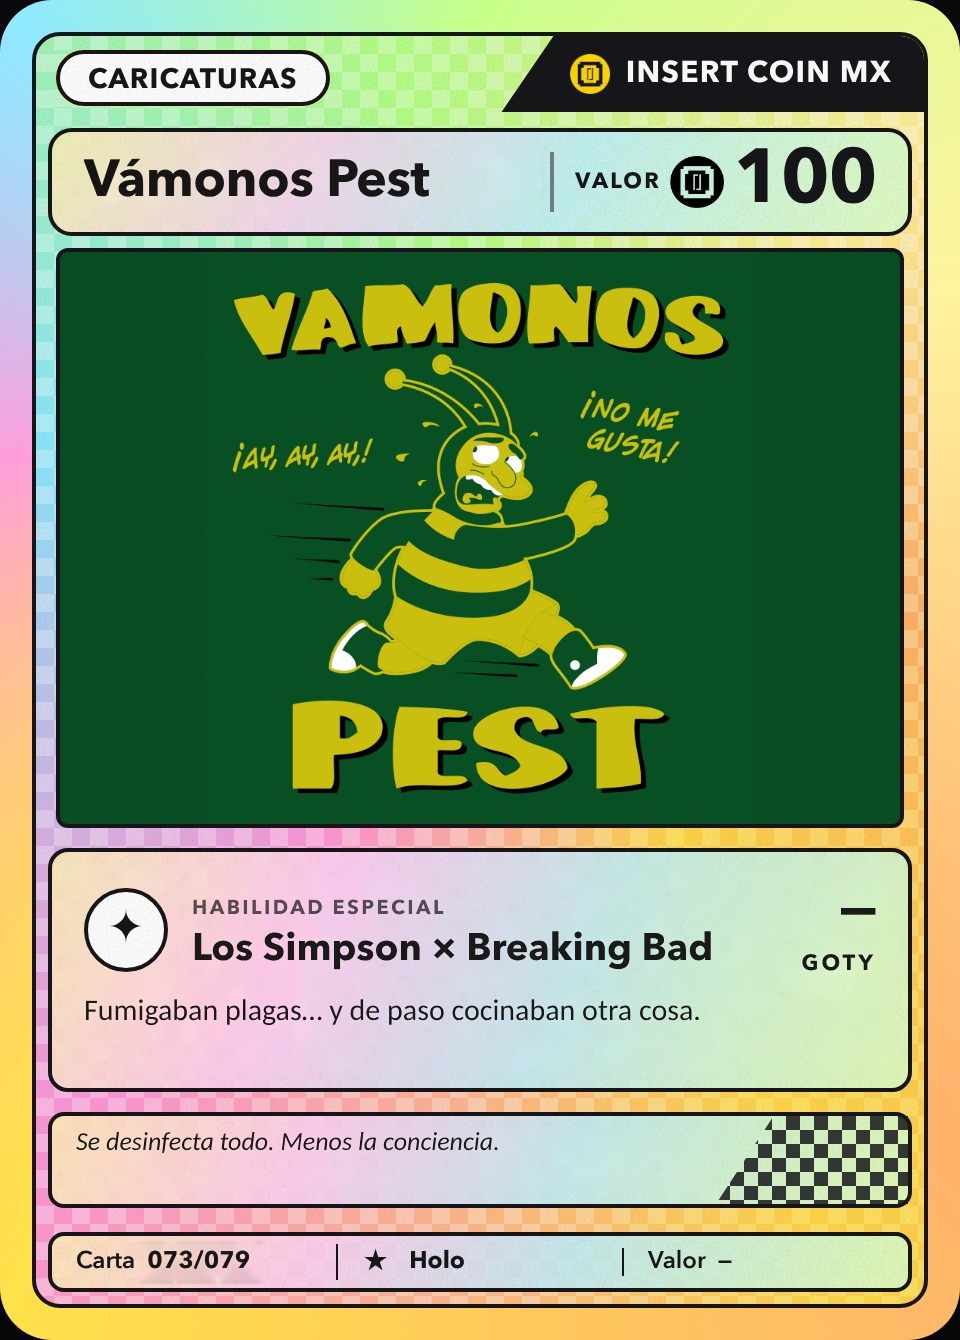 CARICATURAS
INSERT COIN MX
Vámonos Pest
VALOR 100
VAMONOS
¡NO ME
GUSTA!
¡AY, AY, AY,!
PEST
HABILIDAD ESPECIAL
Los Simpson × Breaking Bad
–
GOTY
Fumigaban plagas... y de paso cocinaban otra cosa.
Se desinfecta todo. Menos la conciencia.
Carta 073/079
★ Holo
Valor –